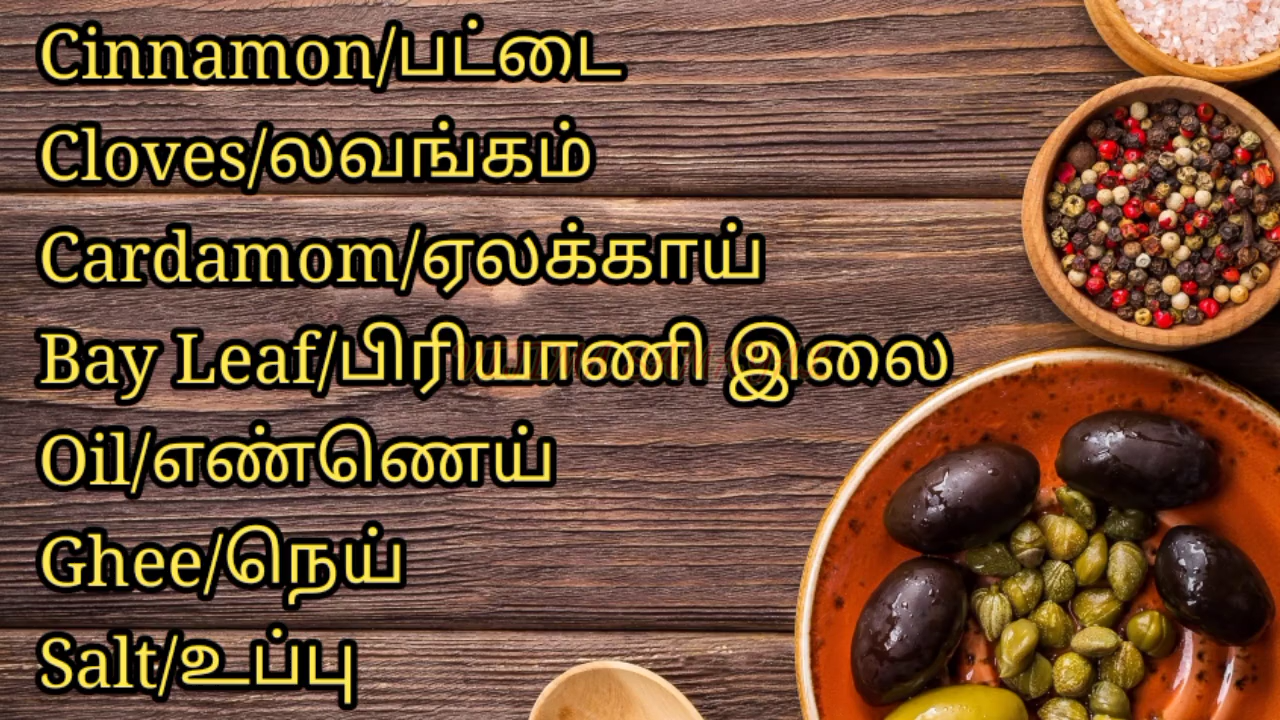 Cinnamon/பட்டை
Cloves/லவங்கம்
Cardamom/ஏலக்காய்
Bay Leaf/பிரியாணி இலை
Oil/எண்ணெய்
Ghee/நெய்
Salt/உப்பு